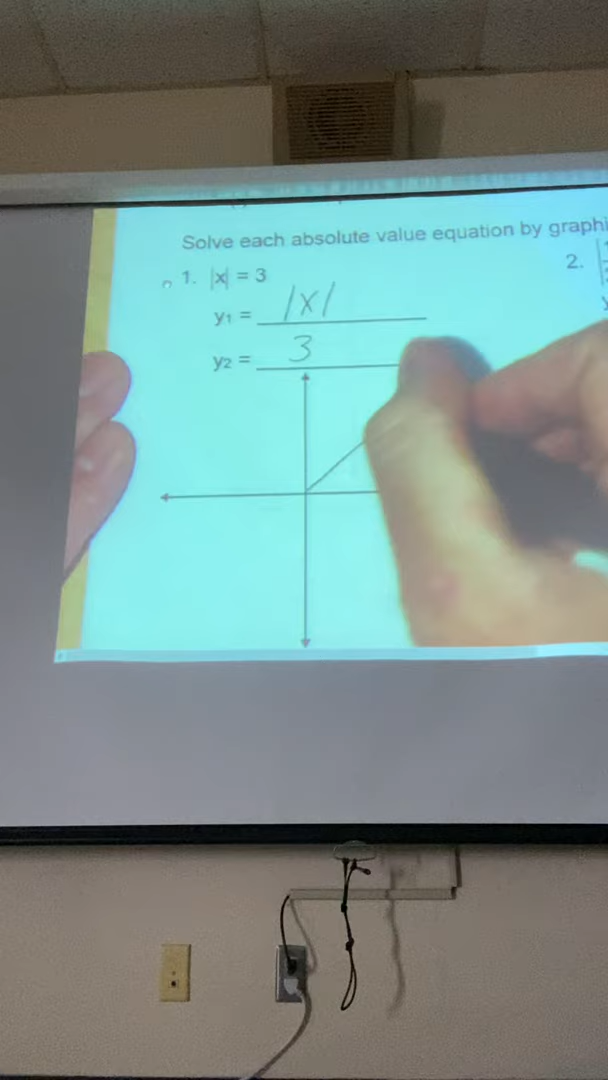 Solve each absolute value equation by graphi
1. |x| = 3
2.
y₁ = |x|
y₂ = 3